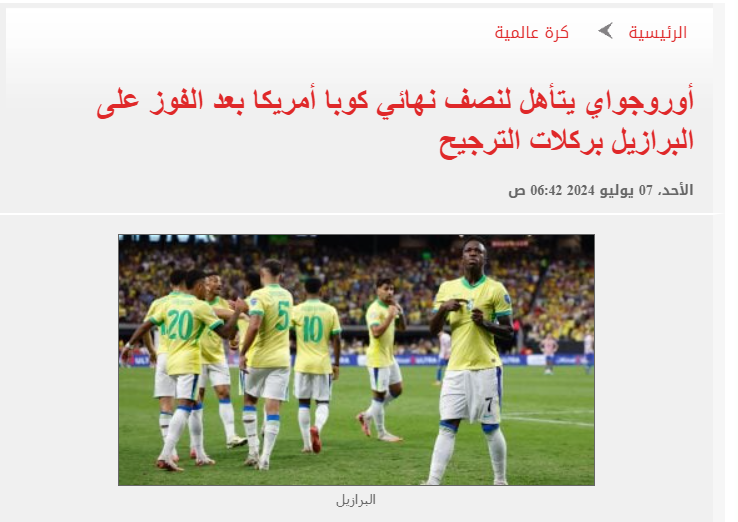 الرئيسية
كرة عالمية
أوروجواي يتأهل لنصف نهائي كوبا أمريكا بعد الفوز على
البرازيل بركلات الترجيح
الأحد، 07 يوليو 2024 06:42 ص
20
5
10
7
البرازيل